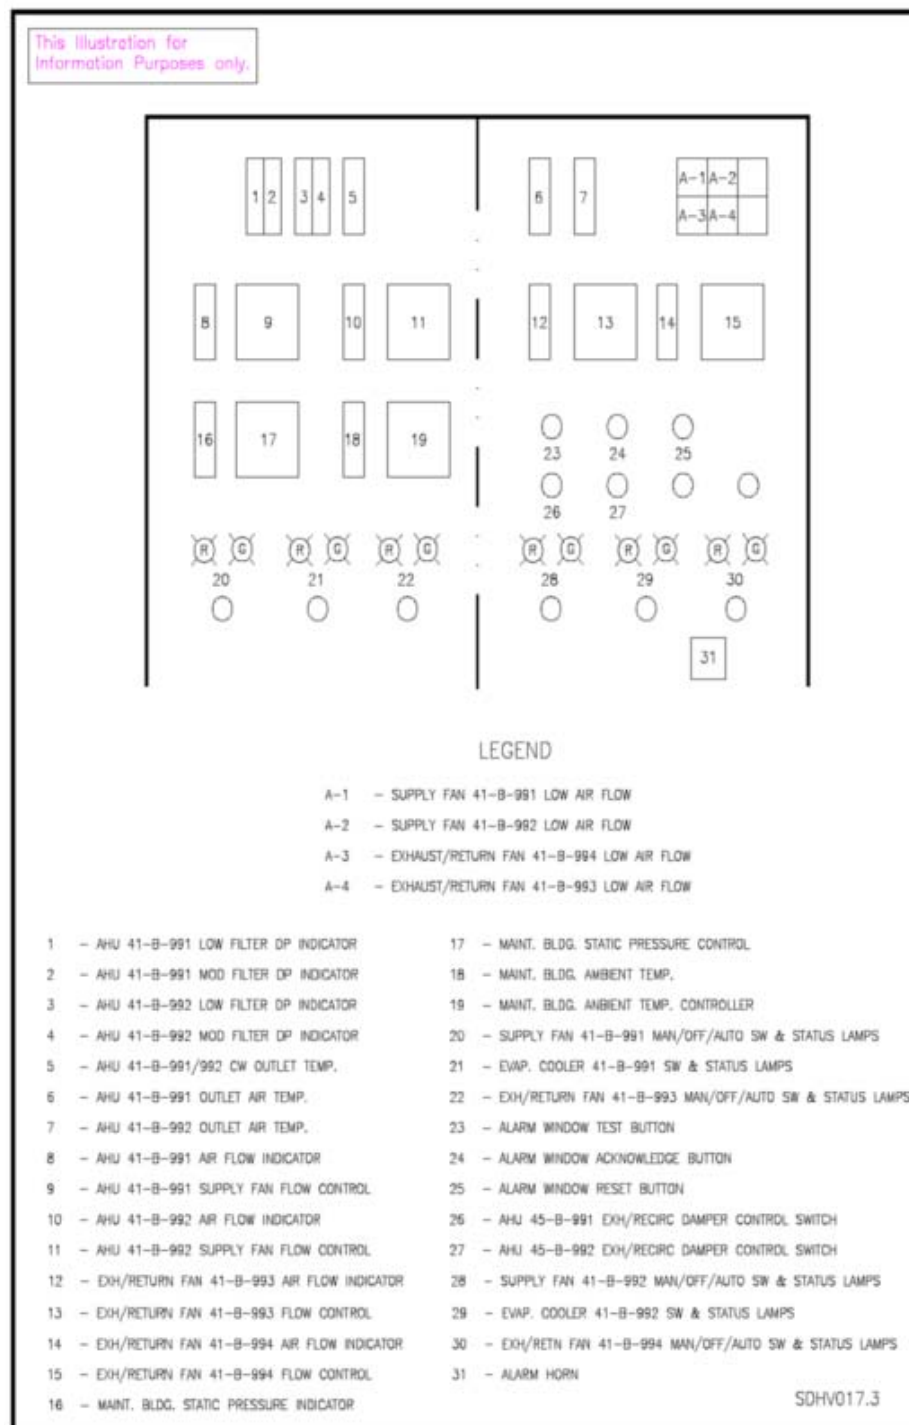 This Illustration for
Information Purposes only.
1 2 3 4 5 6 7 A-1 A-2
A-3 A-4
8 9 10 11 12 13 14 15
16 17 18 19
23 24 25
26 27
R G R G R G R G R G R G
20 21 22 28 29 30
31
LEGEND
A-1 - SUPPLY FAN 41-B-991 LOW AIR FLOW
A-2 - SUPPLY FAN 41-B-992 LOW AIR FLOW
A-3 - EXHAUST/RETURN FAN 41-B-994 LOW AIR FLOW
A-4 - EXHAUST/RETURN FAN 41-B-993 LOW AIR FLOW
1 - AHU 41-B-991 LOW FILTER DP INDICATOR
2 - AHU 41-B-991 MOD FILTER DP INDICATOR
3 - AHU 41-B-992 LOW FILTER DP INDICATOR
4 - AHU 41-B-992 MOD FILTER DP INDICATOR
5 - AHU 41-B-991/992 CW OUTLET TEMP.
6 - AHU 41-B-991 OUTLET AIR TEMP.
7 - AHU 41-B-992 OUTLET AIR TEMP.
8 - AHU 41-B-991 AIR FLOW INDICATOR
9 - AHU 41-B-991 SUPPLY FAN FLOW CONTROL
10 - AHU 41-B-992 AIR FLOW INDICATOR
11 - AHU 41-B-992 SUPPLY FAN FLOW CONTROL
12 - EXH/RETURN FAN 41-B-993 AIR FLOW INDICATOR
13 - EXH/RETURN FAN 41-B-993 FLOW CONTROL
14 - EXH/RETURN FAN 41-B-994 AIR FLOW INDICATOR
15 - EXH/RETURN FAN 41-B-994 FLOW CONTROL
16 - MAINT. BLDG. STATIC PRESSURE INDICATOR
17 - MAINT. BLDG. STATIC PRESSURE CONTROL
18 - MAINT. BLDG. AMBIENT TEMP.
19 - MAINT. BLDG. ANBIENT TEMP. CONTROLLER
20 - SUPPLY FAN 41-B-991 MAN/OFF/AUTO SW & STATUS LAMPS
21 - EVAP. COOLER 41-B-991 SW & STATUS LAMPS
22 - EXH/RETURN FAN 41-B-993 MAN/OFF/AUTO SW & STATUS LAMPS
23 - ALARM WINDOW TEST BUTTON
24 - ALARM WINDOW ACKNOWLEDGE BUTTON
25 - ALARM WINDOW RESET BUTTON
26 - AHU 45-B-991 EXH/RECIRC DAMPER CONTROL SWITCH
27 - AHU 45-B-992 EXH/RECIRC DAMPER CONTROL SWITCH
28 - SUPPLY FAN 41-B-992 MAN/OFF/AUTO SW & STATUS LAMPS
29 - EVAP. COOLER 41-B-992 SW & STATUS LAMPS
30 - EXH/RETN FAN 41-B-994 MAN/OFF/AUTO SW & STATUS LAMPS
31 - ALARM HORN
SDHV017.3